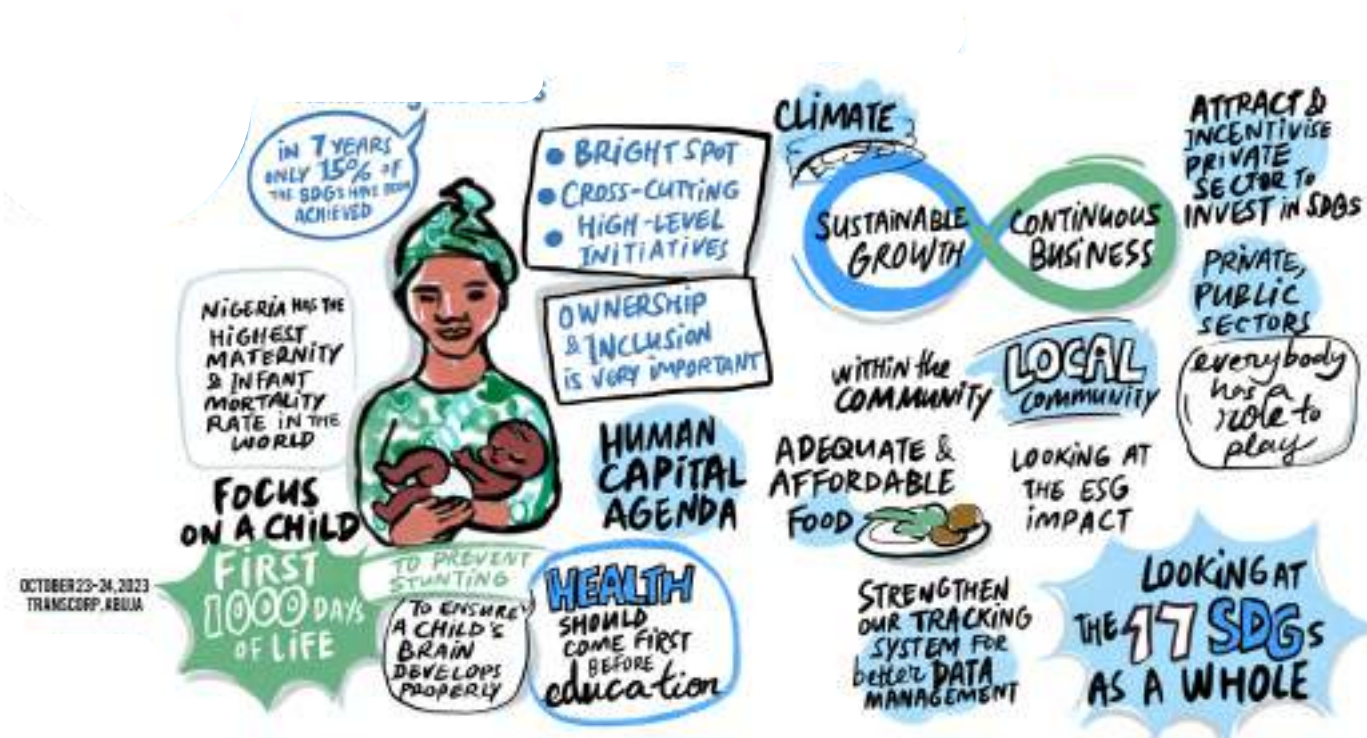 iN 7 YEARS
ONLY 15% OF
THE SDGS HAVE BEEN
ACHIEVED
NiGERiA HAS THE
HiGHEST
MATERNiTY
& iNFANT
MORTALiTY
RATE iN THE
WORLD
FOCUS
ON A CHiLD
FiRST
1000 DAYS
OF LiFE
TO PREVENT
STUNTiNG
TO ENSURE
A CHiLD'S
BRAiN
DEVELOPS
PROPERLY
OCTOBER 23-24, 2023
TRANSCORP, ABUJA
• BRiGHT SPOT
• CROSS-CUTTiNG
• HiGH-LEVEL
iNiTiATiVES
OWNERSHiP
& iNCLUSiON
iS VERY iMPORTANT
HUMAN
CAPiTAL
AGENDA
HEALTH
SHOULD
COME FiRST
BEFORE
education
CLiMATE
SUSTAiNABLE
GROWTH
CONTiNUOUS
BUSiNESS
WiTHiN the
COMMUNiTY
LOCAL
COMMUNiTY
ADEQUATE &
AFFORDABLE
FOOD
LOOKiNG AT
THE ESG
iMPACT
STRENGTHEN
OUR TRACKiNG
SYSTEM FOR
better DATA
MANAGEMENT
ATTRACT &
iNCENTiViSE
PRiVATE
SECTOR TO
iNVEST iN SDGs
PRiVATE,
PUBLiC
SECTORS
everybody
has a
role to
play
LOOKiNG AT
THE 17 SDGs
AS A WHOLE